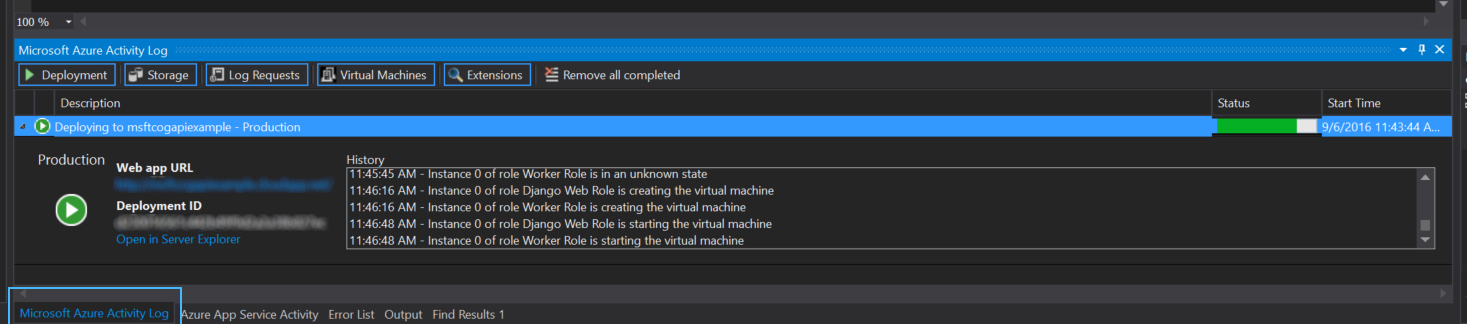 100 %
Microsoft Azure Activity Log
Deployment Storage Log Requests Virtual Machines Extensions Remove all completed
Description Status Start Time
Deploying to msftcogapiexample - Production 9/6/2016 11:43:44 A...
Production
Web app URL
Deployment ID
Open in Server Explorer
History
11:45:45 AM - Instance 0 of role Worker Role is in an unknown state
11:46:16 AM - Instance 0 of role Django Web Role is creating the virtual machine
11:46:16 AM - Instance 0 of role Worker Role is creating the virtual machine
11:46:48 AM - Instance 0 of role Django Web Role is starting the virtual machine
11:46:48 AM - Instance 0 of role Worker Role is starting the virtual machine
Microsoft Azure Activity Log Azure App Service Activity Error List Output Find Results 1